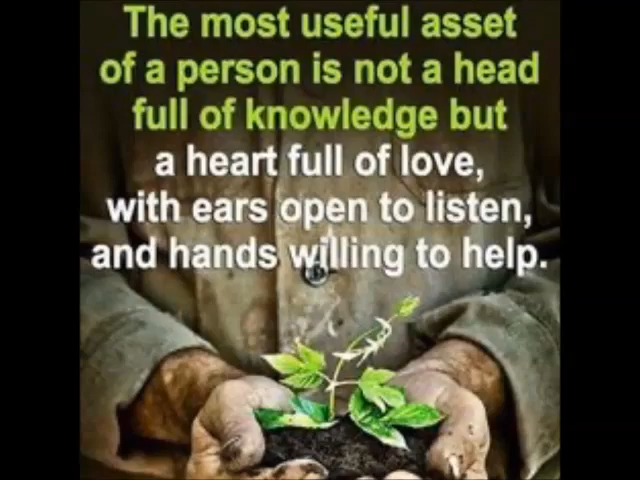 The most useful asset
of a person is not a head
full of knowledge but
a heart full of love,
with ears open to listen,
and hands willing to help.